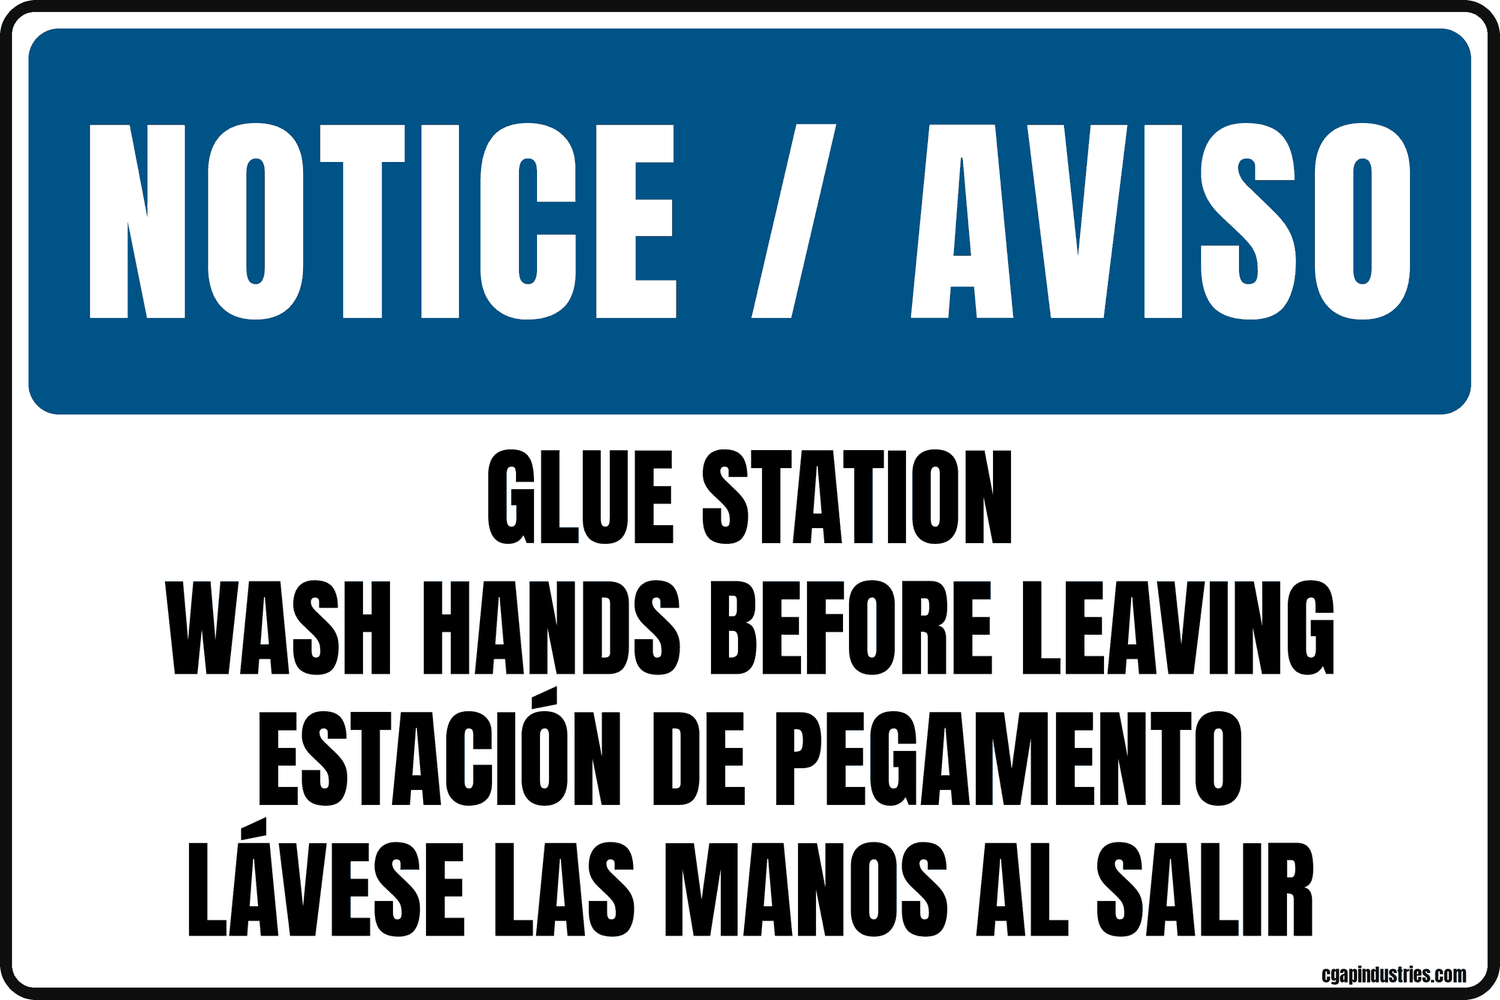 NOTICE / AVISO
GLUE STATION
WASH HANDS BEFORE LEAVING
ESTACIÓN DE PEGAMENTO
LÁVESE LAS MANOS AL SALIR
cgapindustries.com